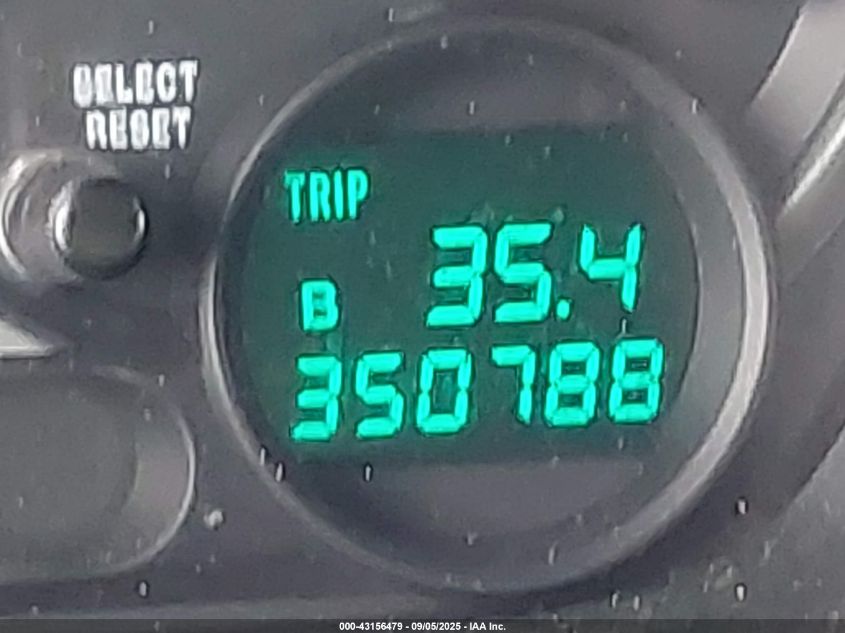 SELECT
RESET
TRIP
35.4
B
350788
000-43156479 - 09/05/2025 - IAA Inc.